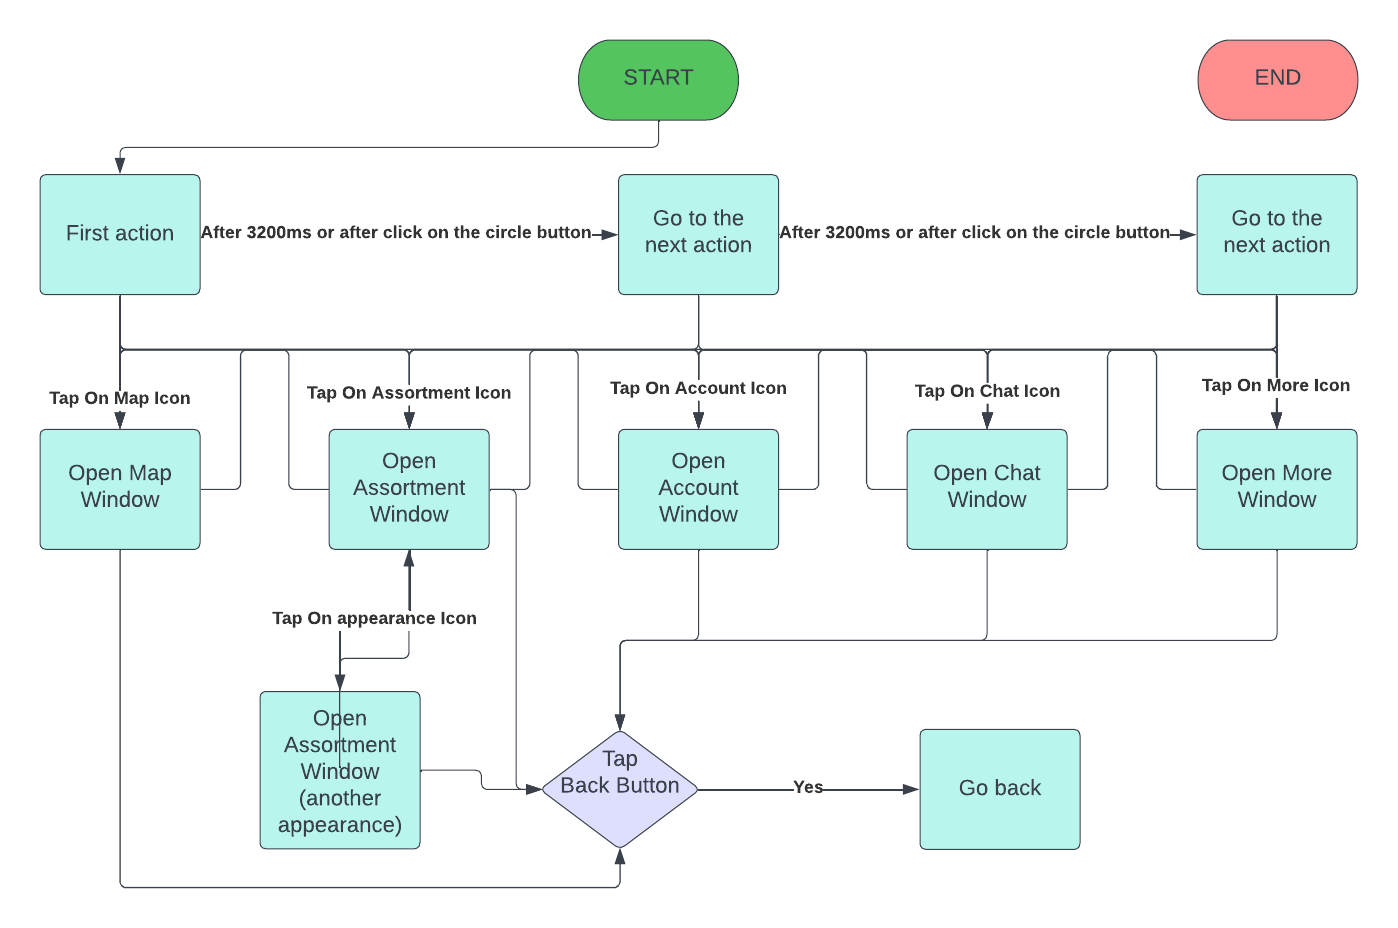 START
END
First action
After 3200ms or after click on the circle button
Go to the
next action
After 3200ms or after click on the circle button
Go to the
next action
Tap On Map Icon
Tap On Assortment Icon
Tap On Account Icon
Tap On Chat Icon
Tap On More Icon
Open Map
Window
Open
Assortment
Window
Open
Account
Window
Open Chat
Window
Open More
Window
Tap On appearance Icon
Open
Assortment
Window
(another
appearance)
Tap
Back Button
Yes
Go back